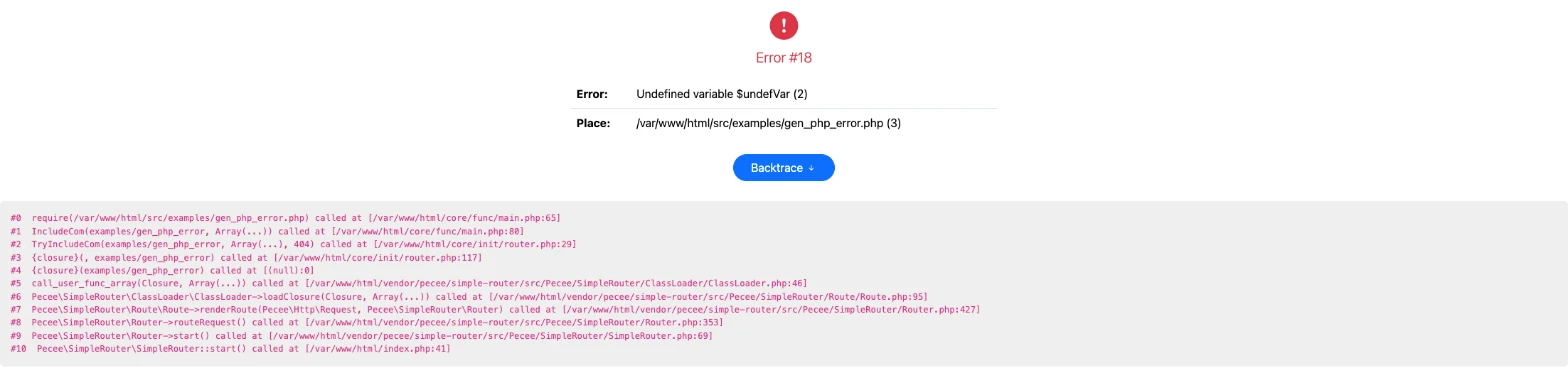 !
Error #18
Error: Undefined variable $undefVar (2)
Place: /var/www/html/src/examples/gen_php_error.php (3)
Backtrace ↓
#0  require(/var/www/html/src/examples/gen_php_error.php) called at [/var/www/html/core/func/main.php:65]
#1  IncludeCom(examples/gen_php_error, Array(...)) called at [/var/www/html/core/func/main.php:80]
#2  TryIncludeCom(examples/gen_php_error, Array(...), 404) called at [/var/www/html/core/init/router.php:29]
#3  {closure}(, examples/gen_php_error) called at [/var/www/html/core/init/router.php:117]
#4  {closure}(examples/gen_php_error) called at [(null):0]
#5  call_user_func_array(Closure, Array(...)) called at [/var/www/html/vendor/pecee/simple-router/src/Pecee/SimpleRouter/ClassLoader/ClassLoader.php:46]
#6  Pecee\SimpleRouter\ClassLoader\ClassLoader->loadClosure(Closure, Array(...)) called at [/var/www/html/vendor/pecee/simple-router/src/Pecee/SimpleRouter/Route/Route.php:95]
#7  Pecee\SimpleRouter\Route\Route->renderRoute(Pecee\Http\Request, Pecee\SimpleRouter\Router) called at [/var/www/html/vendor/pecee/simple-router/src/Pecee/SimpleRouter/Router.php:427]
#8  Pecee\SimpleRouter\Router->routeRequest() called at [/var/www/html/vendor/pecee/simple-router/src/Pecee/SimpleRouter/Router.php:353]
#9  Pecee\SimpleRouter\Router->start() called at [/var/www/html/vendor/pecee/simple-router/src/Pecee/SimpleRouter/SimpleRouter.php:69]
#10  Pecee\SimpleRouter\SimpleRouter::start() called at [/var/www/html/index.php:41]